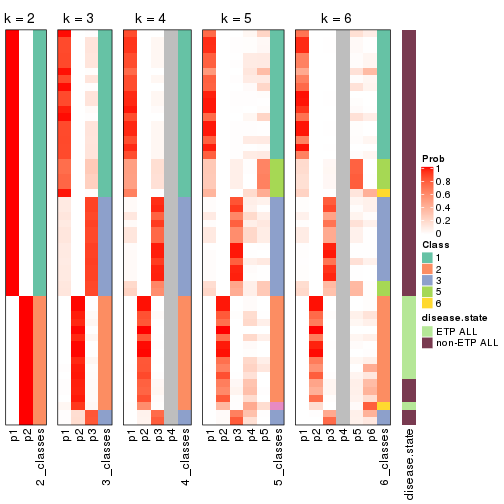 k = 2
k = 3
k = 4
k = 5
k = 6
p1
p2
2_classes
p1
p2
p3
3_classes
p1
p2
p3
p4
4_classes
p1
p2
p3
p4
p5
5_classes
p1
p2
p3
p4
p5
p6
6_classes
disease.state
Prob
1
0.8
0.6
0.4
0.2
0
Class
1
2
3
5
6
disease.state
ETP ALL
non-ETP ALL